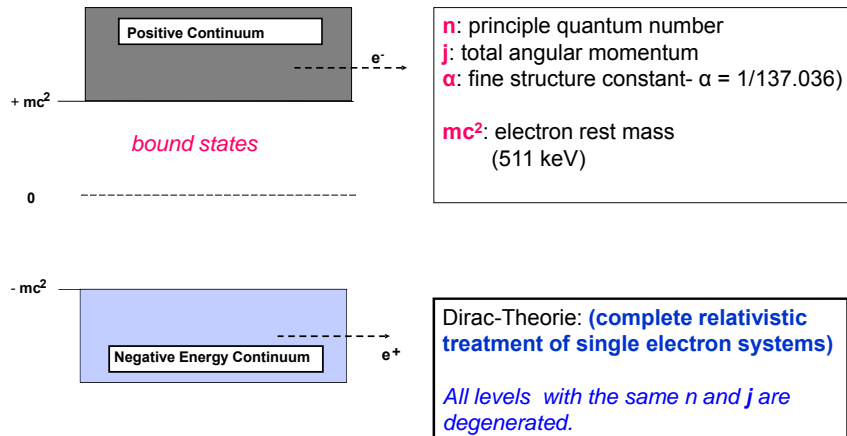 Positive Continuum
e-
+ mc²
bound states
0
- mc²
Negative Energy Continuum
e+
n: principle quantum number
j: total angular momentum
α: fine structure constant- α = 1/137.036)
mc²: electron rest mass
(511 keV)
Dirac-Theorie: (complete relativistic
treatment of single electron systems)
All levels with the same n and j are
degenerated.